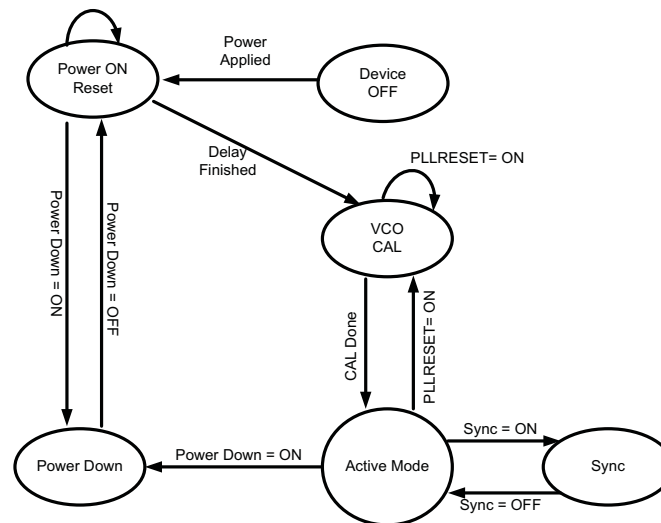 Power ON
Reset
Power
Applied
Device
OFF
Delay
Finished
PLLRESET= ON
VCO
CAL
Power Down = ON
Power Down = OFF
CAL Done
PLLRESET= ON
Power Down
Power Down = ON
Active Mode
Sync = ON
Sync
Sync = OFF